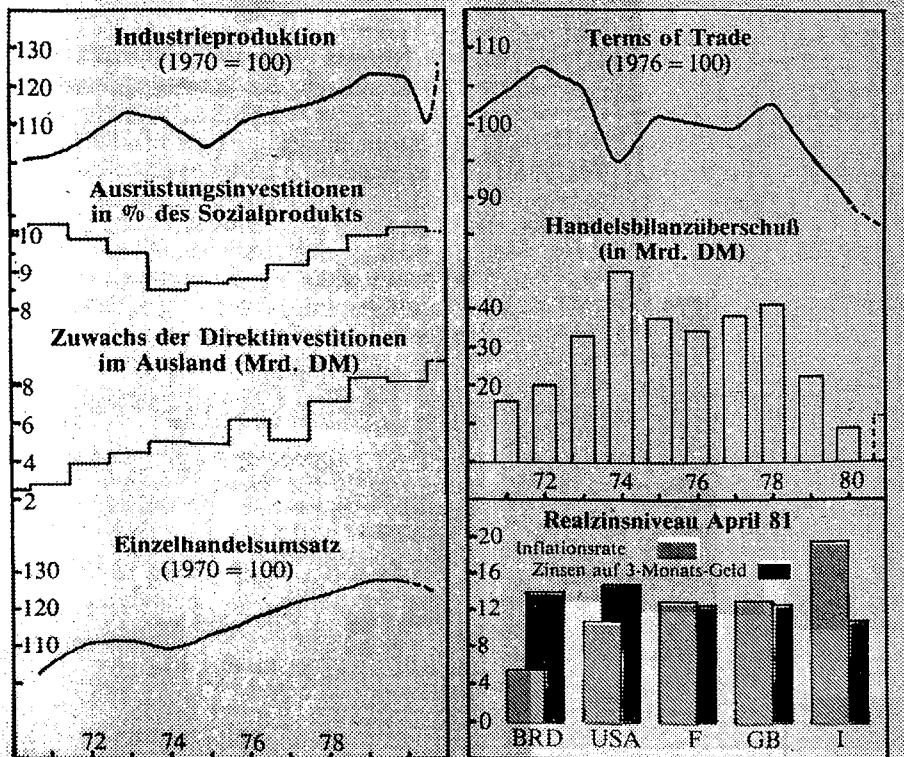 Industrieproduktion
(1970 = 100)
130
120
110
Ausrüstungsinvestitionen
in % des Sozialprodukts
10
9
8
Zuwachs der Direktinvestitionen
im Ausland (Mrd. DM)
8
6
4
2
Einzelhandelsumsatz
(1970 = 100)
130
120
110
72 74 76 78
Terms of Trade
(1976 = 100)
110
100
90
Handelsbilanzüberschuß
(in Mrd. DM)
40
30
20
72 74 76 78 80
Realzinsniveau April 81
Inflationsrate
Zinsen auf 3-Monats-Geld
20
16
12
8
4
0
BRD USA F GB I